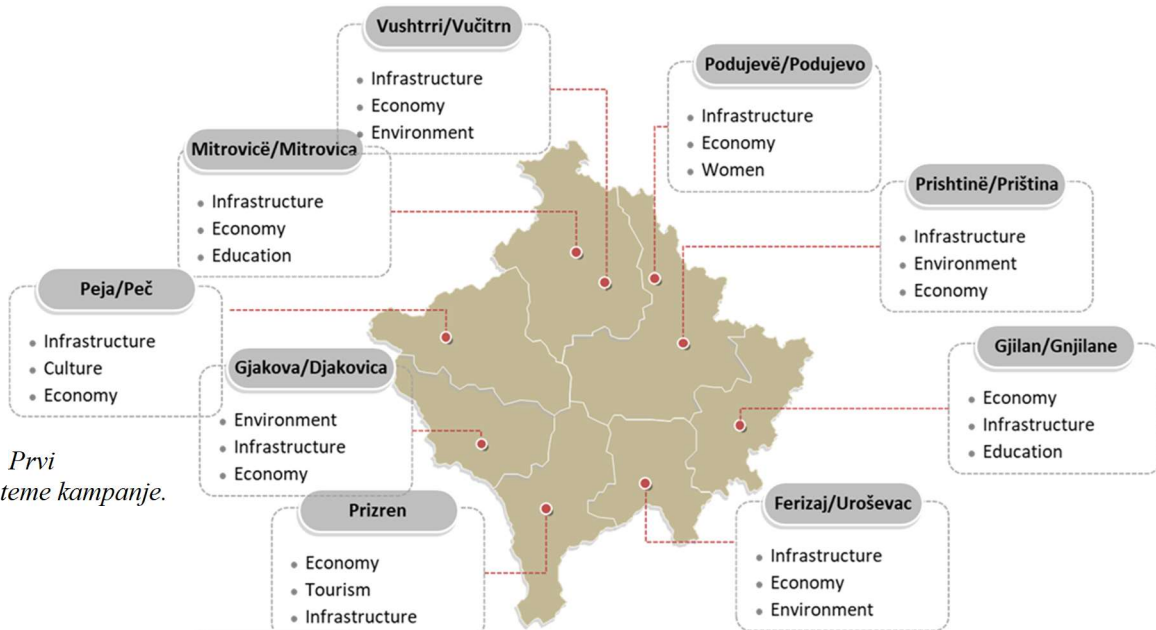 Vushtrri/Vučitrn
Infrastructure
Economy
Environment
Podujevë/Podujevo
Infrastructure
Economy
Women
Mitrovicë/Mitrovica
Infrastructure
Economy
Education
Prishtinë/Priština
Infrastructure
Environment
Economy
Peja/Peč
Infrastructure
Culture
Economy
Gjakova/Djakovica
Environment
Infrastructure
Economy
Gjilan/Gnjilane
Economy
Infrastructure
Education
Prvi
teme kampanje.
Prizren
Economy
Tourism
Infrastructure
Ferizaj/Uroševac
Infrastructure
Economy
Environment